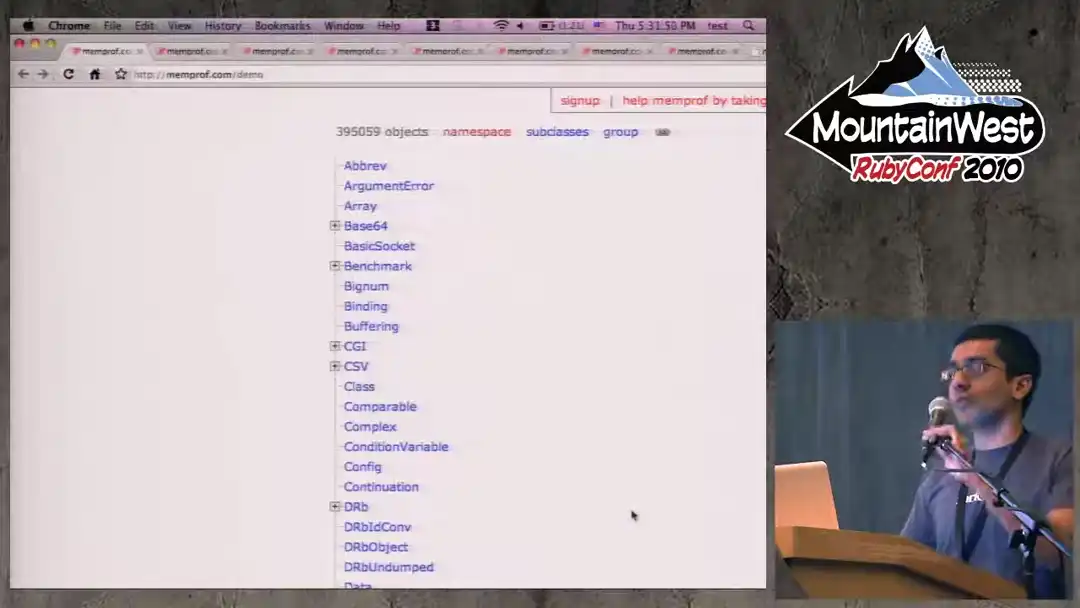 Chrome File Edit View History Bookmarks Window Help Thu 5:31:58 PM test
memprof.co memprof.co memprof.co memprof.co memprof.co memprof.co memprof.co memprof.co
http://memprof.com/demo
signup | help memprof by taking
395059 objects namespace subclasses group
Abbrev
ArgumentError
Array
Base64
BasicSocket
Benchmark
Bignum
Binding
Buffering
CGI
CSV
Class
Comparable
Complex
ConditionVariable
Config
Continuation
DRb
DRbIdConv
DRbObject
DRbUndumped
Data
MountainWest
RubyConf 2010